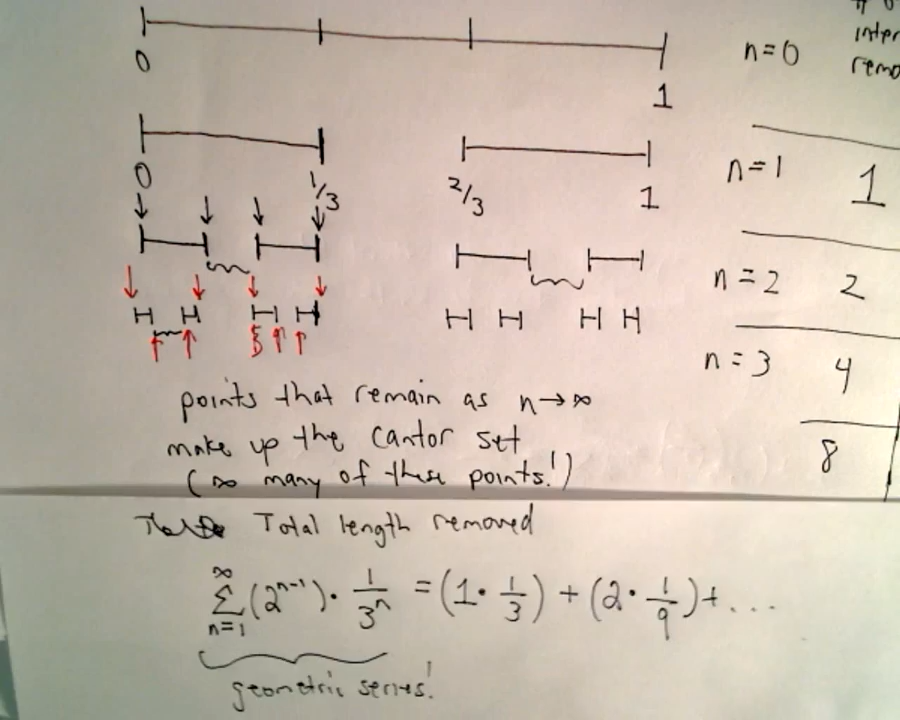 0
1
n=0
0
1/3
2/3
1
n=1 1
n=2 2
n=3 4
8
points that remain as n→∞
make up the Cantor set
(∞ many of these points!)
Total length removed
∞
∑ (2ⁿ⁻¹)· 1/3ⁿ = (1· 1/3) + (2· 1/9)+ ...
n=1
geometric series!